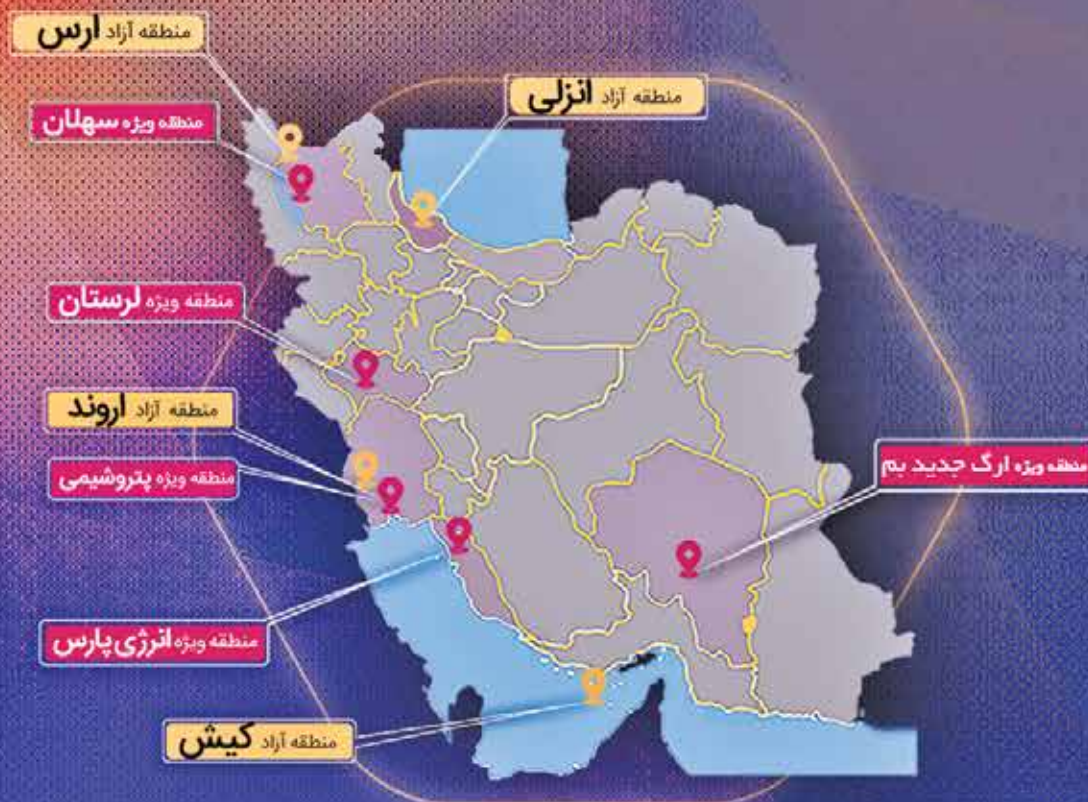 منطقه آزاد ارس
منطقه آزاد انزلی
منطقه ویژه سهلان
منطقه ویژه لرستان
منطقه آزاد اروند
منطقه ویژه ارگ جدید بم
منطقه ویژه پتروشیمی
منطقه ویژه انرژی پارس
منطقه آزاد کیش